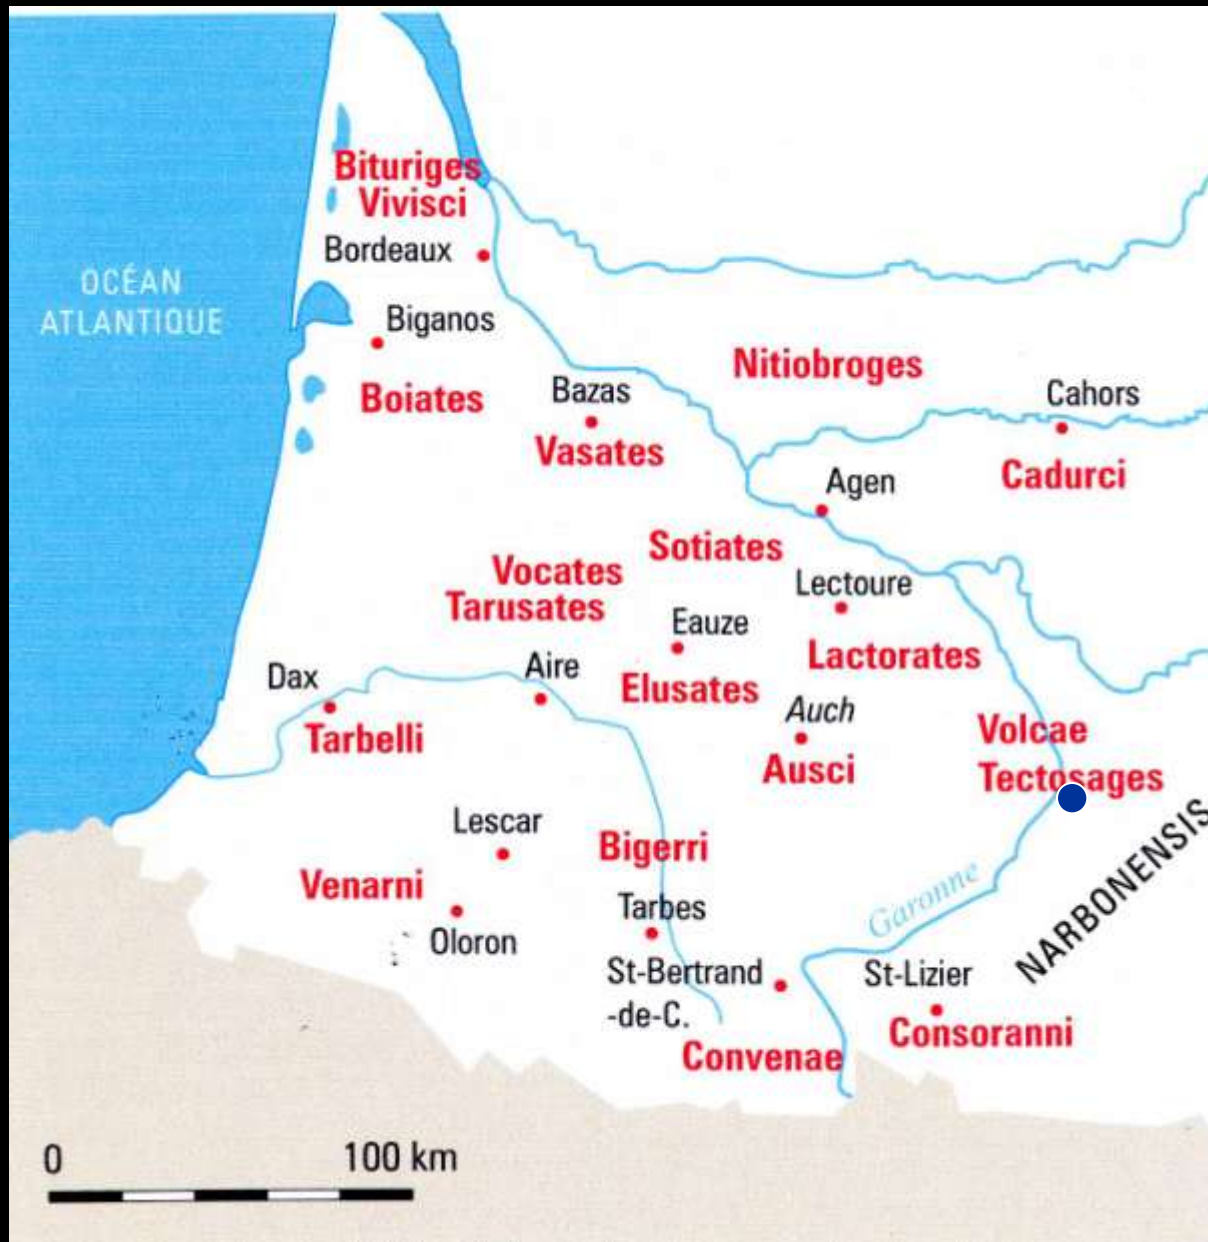 Bituriges
Vivisci
Bordeaux
OCÉAN
ATLANTIQUE
Biganos
Nitiobroges
Boiates
Bazas
Cahors
Vasates
Cadurci
Agen
Sotiates
Vocates
Tarusates
Lectoure
Eauze
Lactorates
Dax
Aire
Elusates
Auch
Tarbelli
Volcae
Tectosages
Ausci
Lescar
Bigerri
NARBONENSIS
Venarni
Garonne
Tarbes
Oloron
St-Bertrand
-de-C.
St-Lizier
Consoranni
Convenae
0 100 km